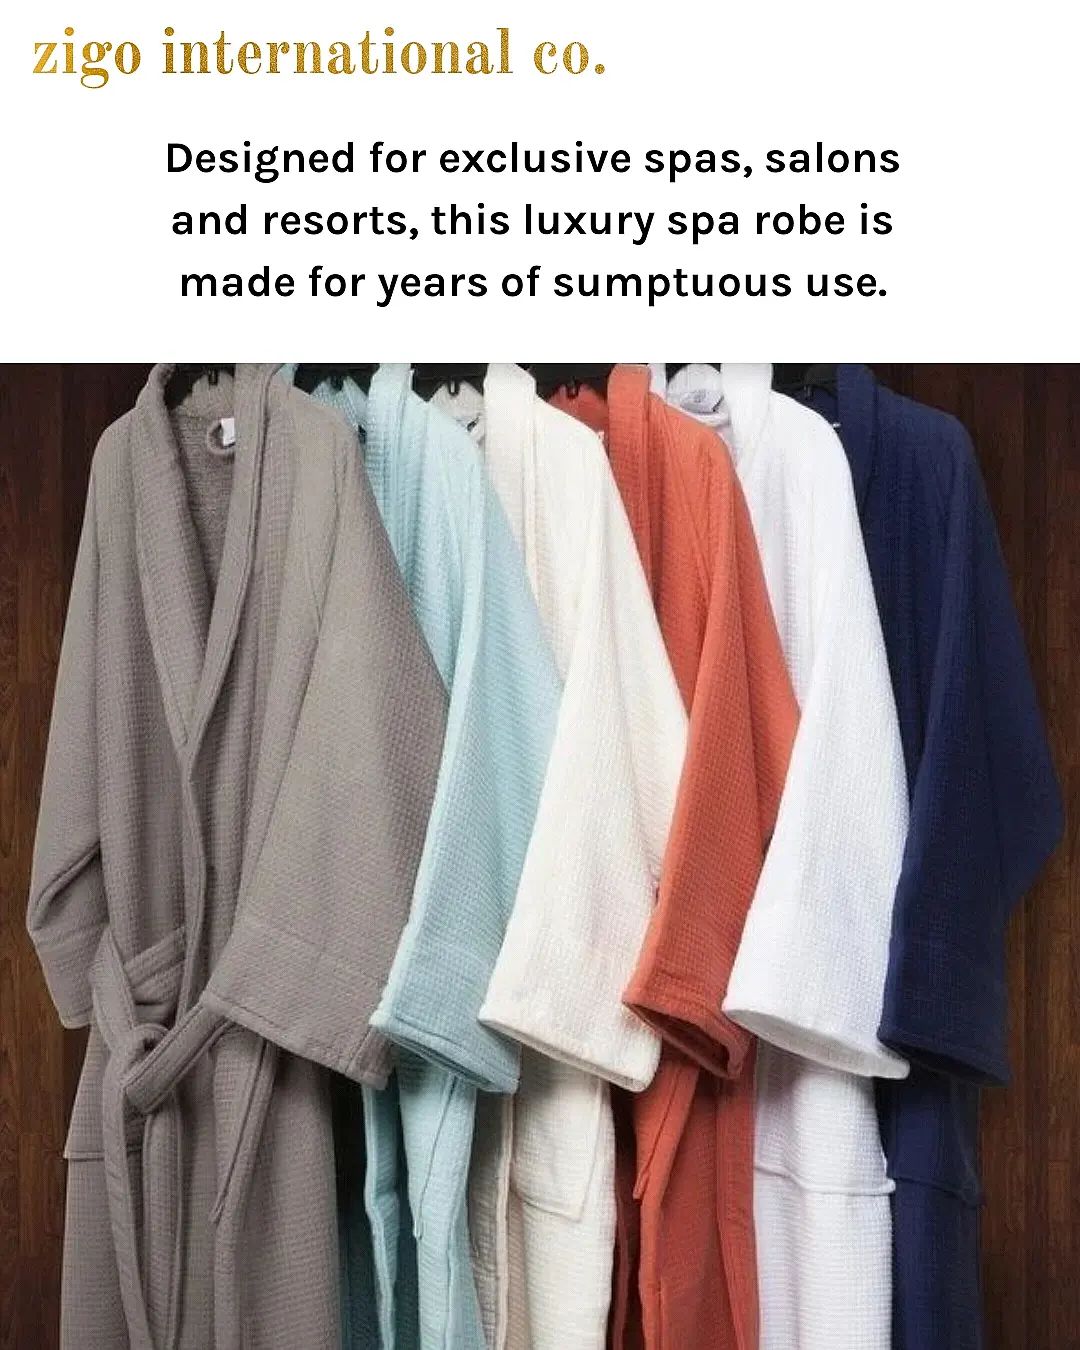 zigo international co.
Designed for exclusive spas, salons
and resorts, this luxury spa robe is
made for years of sumptuous use.